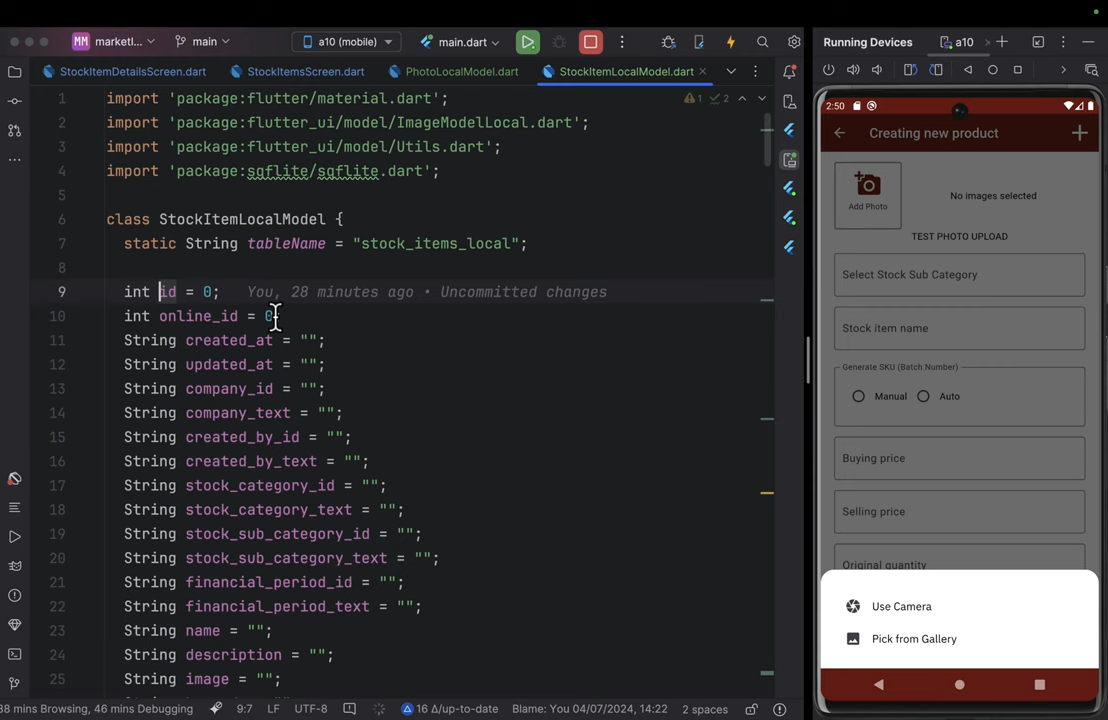 MM marketl... main a10 (mobile) main.dart Running Devices a10
StockItemDetailsScreen.dart StockItemsScreen.dart PhotoLocalModel.dart StockItemLocalModel.dart
1 2
1 import 'package:flutter/material.dart';
2 import 'package:flutter_ui/model/ImageModelLocal.dart';
3 import 'package:flutter_ui/model/Utils.dart';
4 import 'package:sqflite/sqflite.dart';
5
6 class StockItemLocalModel {
7 static String tableName = "stock_items_local";
8
9 int id = 0; You, 28 minutes ago • Uncommitted changes
10 int online_id = 0;
11 String created_at = "";
12 String updated_at = "";
13 String company_id = "";
14 String company_text = "";
15 String created_by_id = "";
16 String created_by_text = "";
17 String stock_category_id = "";
18 String stock_category_text = "";
19 String stock_sub_category_id = "";
20 String stock_sub_category_text = "";
21 String financial_period_id = "";
22 String financial_period_text = "";
23 String name = "";
24 String description = "";
25 String image = "";
38 mins Browsing, 46 mins Debugging 9:7 LF UTF-8 16 Δ/up-to-date Blame: You 04/07/2024, 14:22 2 spaces
2:50
Creating new product
Add Photo
No images selected
TEST PHOTO UPLOAD
Select Stock Sub Category
Stock item name
Generate SKU (Batch Number)
Manual Auto
Buying price
Selling price
Original quantity
Use Camera
Pick from Gallery